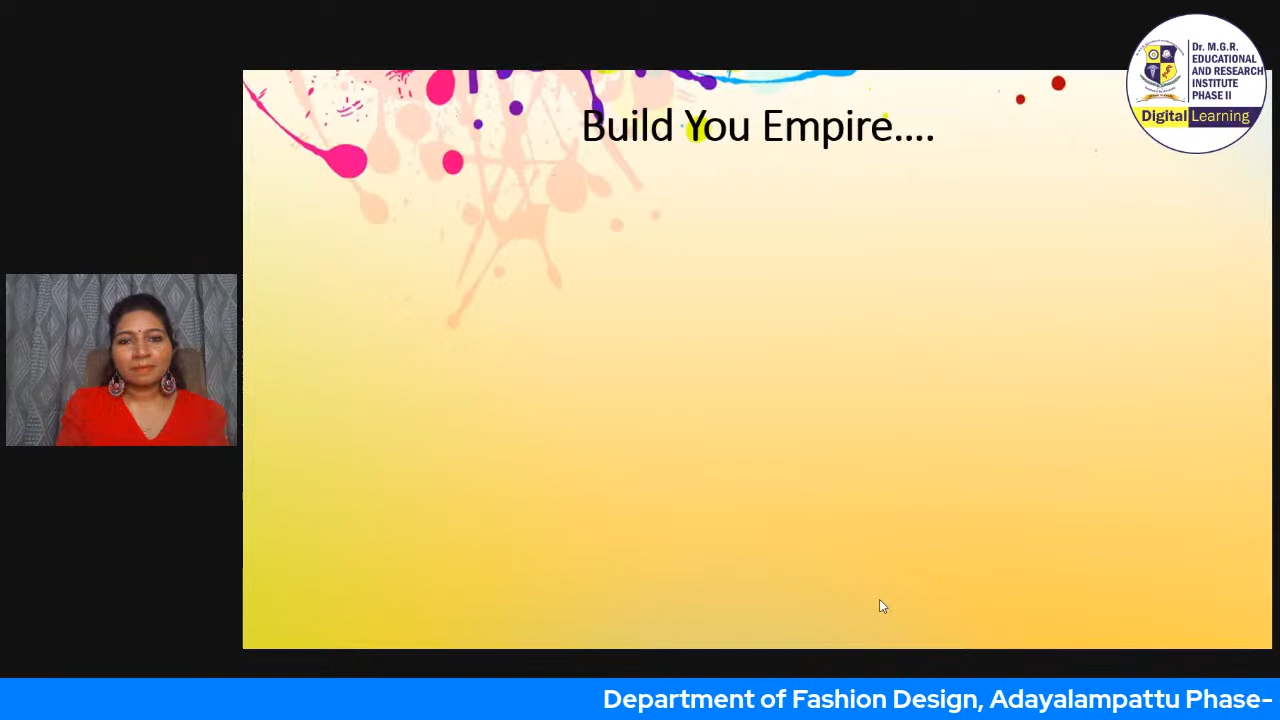 Build You Empire....
Dr. M.G.R.
EDUCATIONAL
AND RESEARCH
INSTITUTE
PHASE II
Digital Learning
Department of Fashion Design, Adayalampattu Phase-